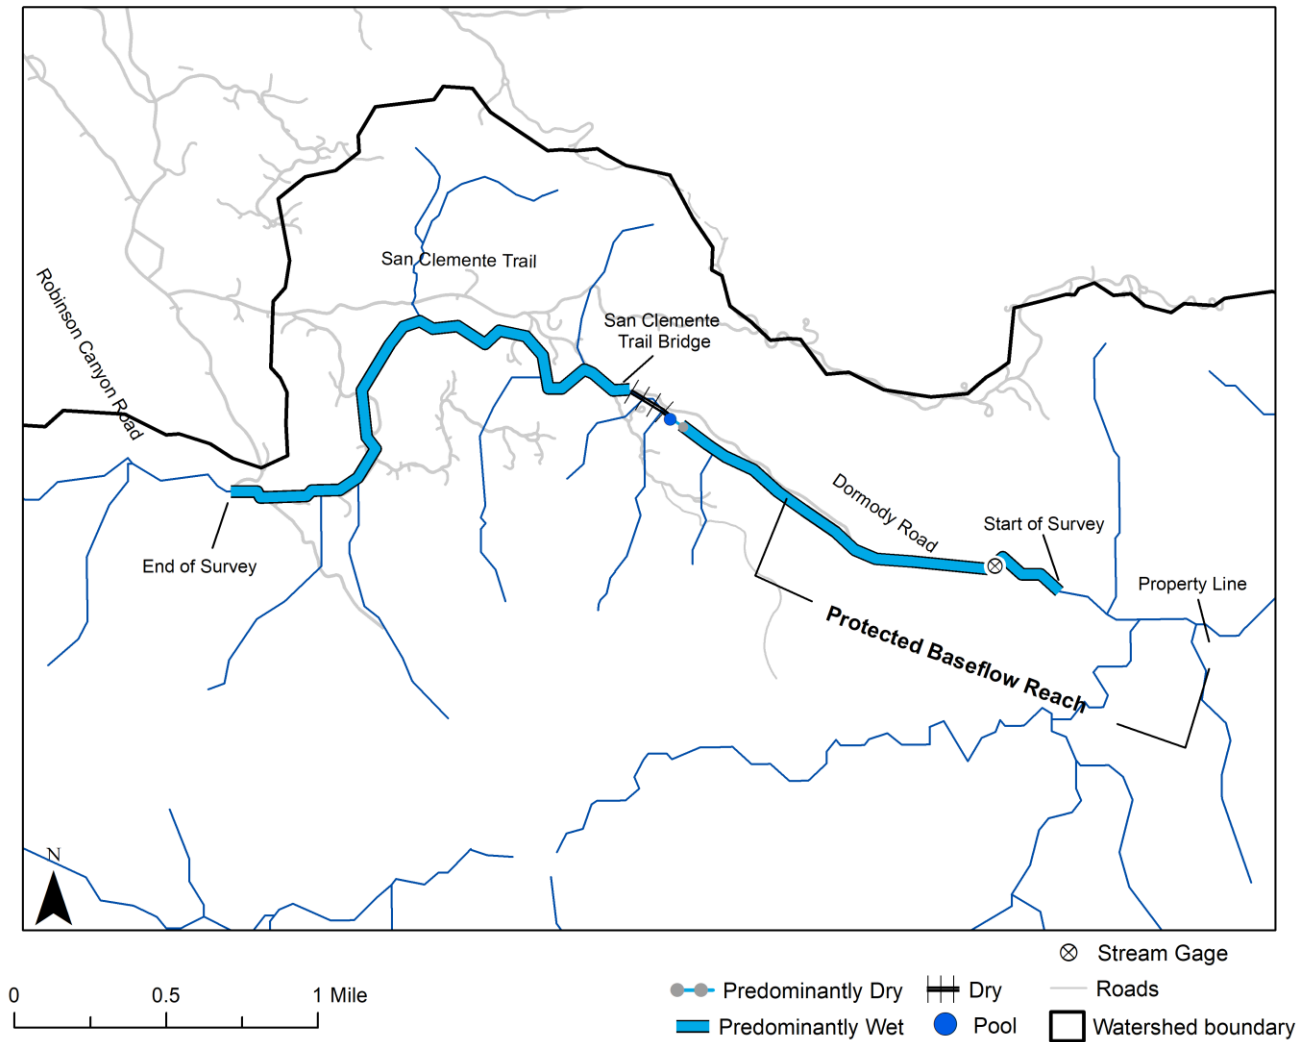 San Clemente Trail
Robinson Canyon Road
San Clemente
Trail Bridge
Dormody Road
Start of Survey
End of Survey
Property Line
Protected Baseflow Reach
N
0 0.5 1 Mile
Stream Gage
Predominantly Dry
Dry
Roads
Predominantly Wet
Pool
Watershed boundary